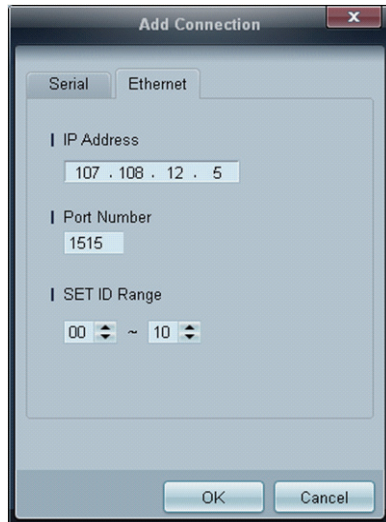 Add Connection
x
Serial Ethernet
IP Address
107 . 108 . 12 . 5
Port Number
1515
SET ID Range
00 ~ 10
OK Cancel